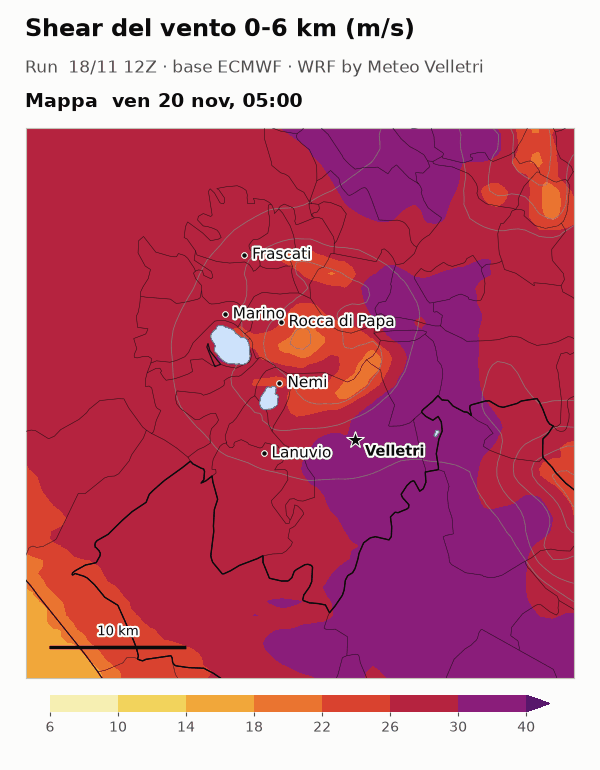 Shear del vento 0-6 km (m/s)
Run  18/11 12Z · base ECMWF · WRF by Meteo Velletri
Mappa  ven 20 nov, 05:00
Frascati
Marino
Rocca di Papa
Nemi
Velletri
Lanuvio
10 km
6 10 14 18 22 26 30 40